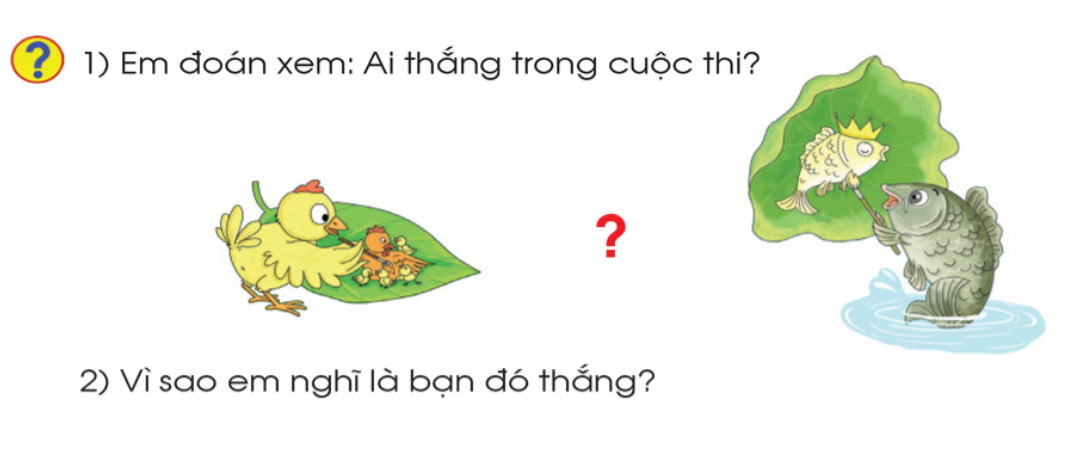 ? 1) Em đoán xem: Ai thắng trong cuộc thi?
?
2) Vì sao em nghĩ là bạn đó thắng?